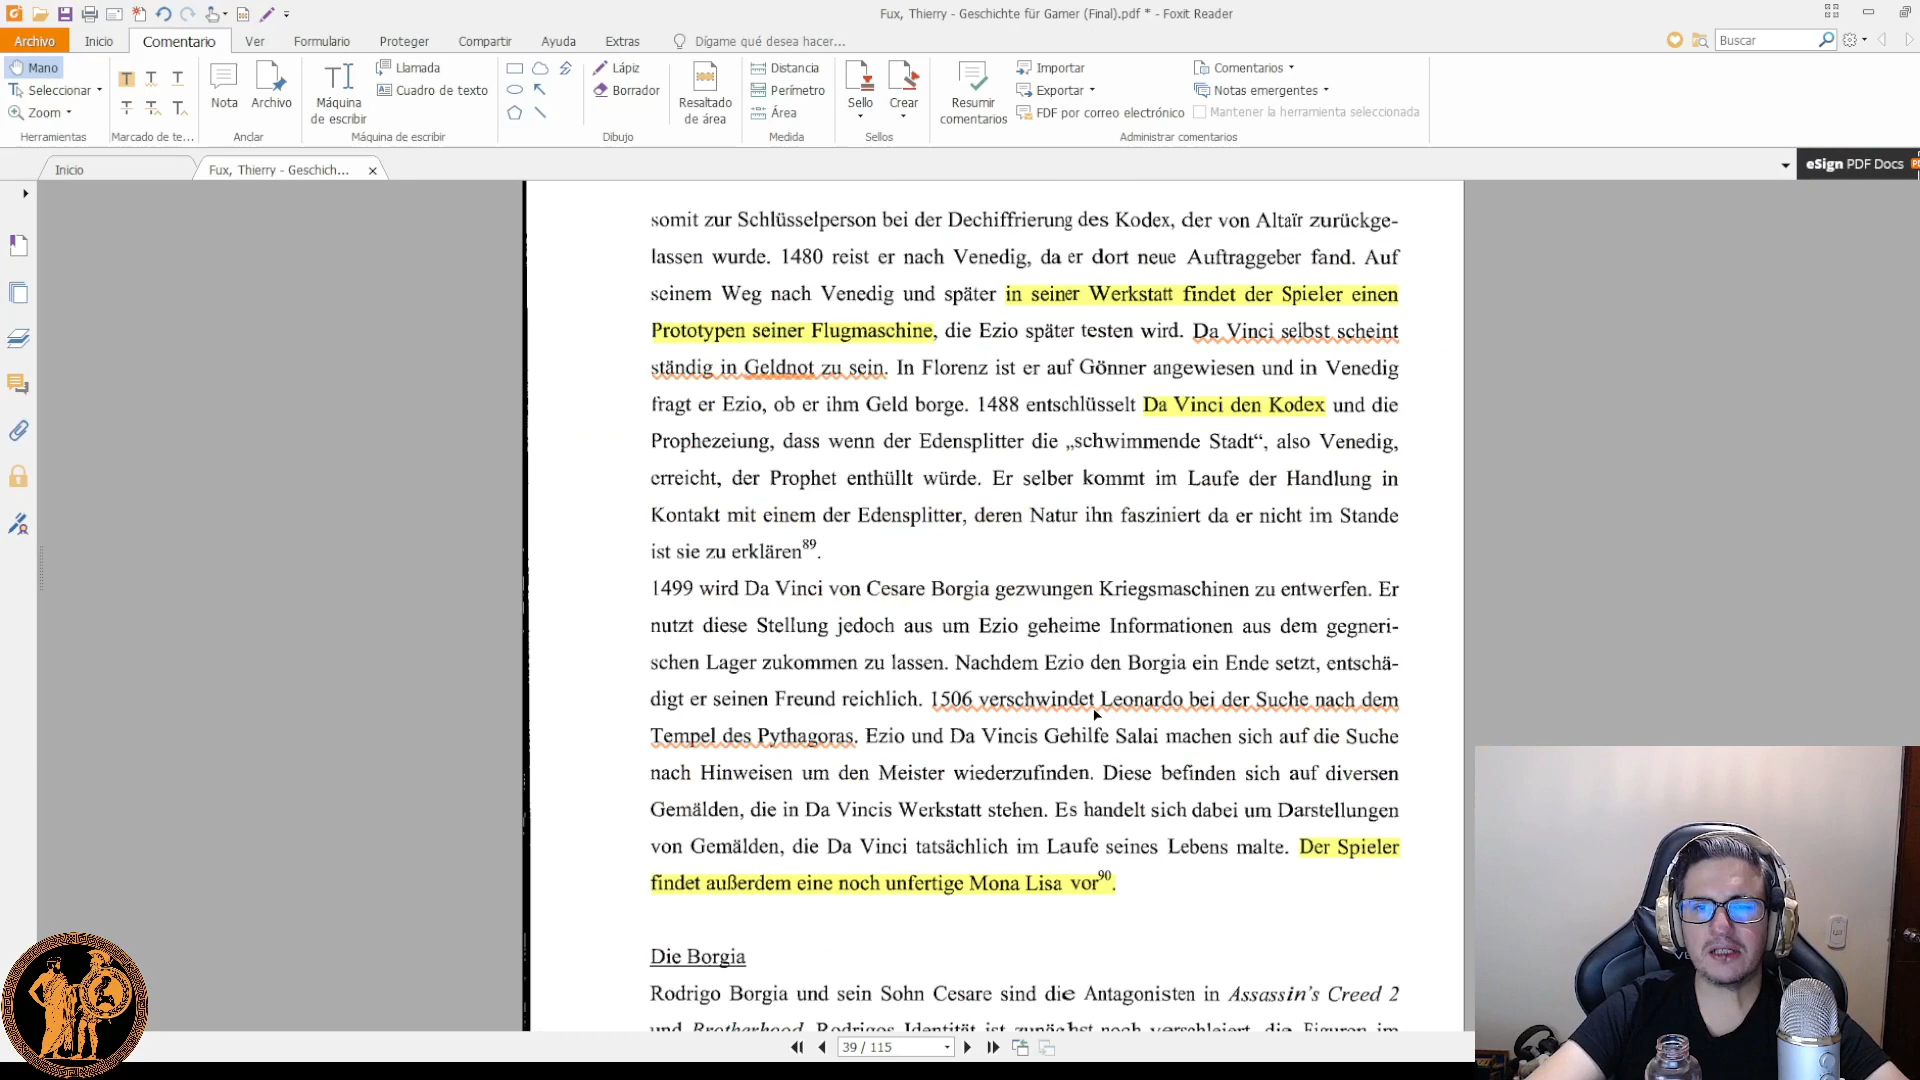 Fux, Thierry - Geschichte für Gamer (Final).pdf * - Foxit Reader
Archivo Inicio Comentario Ver Formulario Proteger Compartir Ayuda Extras Dígame qué desea hacer... Buscar
Mano
Seleccionar
Zoom
Herramientas
Marcado de te...
Nota Archivo
Anclar
Máquina
de escribir
Llamada
Cuadro de texto
Máquina de escribir
Lápiz
Borrador
Dibujo
Resaltado
de área
Distancia
Perímetro
Área
Medida
Sello Crear
Sellos
Resumir
comentarios
Importar
Exportar
FDF por correo electrónico
Comentarios
Notas emergentes
Mantener la herramienta seleccionada
Administrar comentarios
Inicio Fux, Thierry - Geschich...
eSign PDF Docs
somit zur Schlüsselperson bei der Dechiffrierung des Kodex, der von Altaïr zurückge-
lassen wurde. 1480 reist er nach Venedig, da er dort neue Auftraggeber fand. Auf
seinem Weg nach Venedig und später in seiner Werkstatt findet der Spieler einen
Prototypen seiner Flugmaschine, die Ezio später testen wird. Da Vinci selbst scheint
ständig in Geldnot zu sein. In Florenz ist er auf Gönner angewiesen und in Venedig
fragt er Ezio, ob er ihm Geld borge. 1488 entschlüsselt Da Vinci den Kodex und die
Prophezeiung, dass wenn der Edensplitter die „schwimmende Stadt“, also Venedig,
erreicht, der Prophet enthüllt würde. Er selber kommt im Laufe der Handlung in
Kontakt mit einem der Edensplitter, deren Natur ihn fasziniert da er nicht im Stande
ist sie zu erklären89.
1499 wird Da Vinci von Cesare Borgia gezwungen Kriegsmaschinen zu entwerfen. Er
nutzt diese Stellung jedoch aus um Ezio geheime Informationen aus dem gegneri-
schen Lager zukommen zu lassen. Nachdem Ezio den Borgia ein Ende setzt, entschä-
digt er seinen Freund reichlich. 1506 verschwindet Leonardo bei der Suche nach dem
Tempel des Pythagoras. Ezio und Da Vincis Gehilfe Salai machen sich auf die Suche
nach Hinweisen um den Meister wiederzufinden. Diese befinden sich auf diversen
Gemälden, die in Da Vincis Werkstatt stehen. Es handelt sich dabei um Darstellungen
von Gemälden, die Da Vinci tatsächlich im Laufe seines Lebens malte. Der Spieler
findet außerdem eine noch unfertige Mona Lisa vor90.
Die Borgia
Rodrigo Borgia und sein Sohn Cesare sind die Antagonisten in Assassin's Creed 2
und Brotherhood. Rodrigos Identität ist zunächst noch verschleiert, die Figuren im
39 / 115